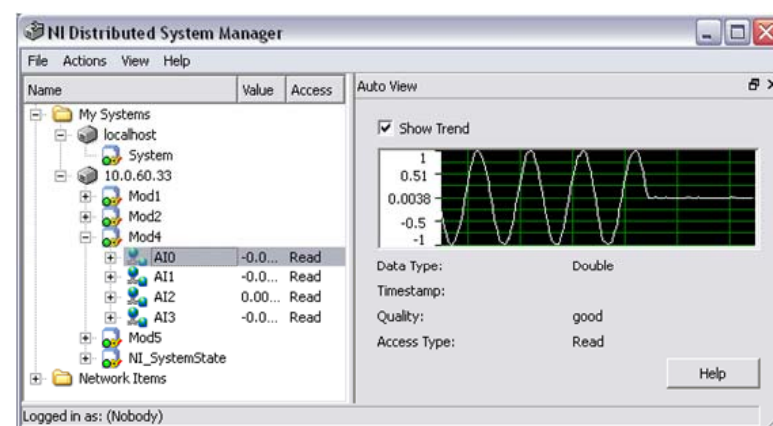 NI Distributed System Manager
File Actions View Help
Name Value Access
My Systems
localhost
System
10.0.60.33
Mod1
Mod2
Mod4
AI0 -0.0... Read
AI1 -0.0... Read
AI2 0.00... Read
AI3 -0.0... Read
Mod5
NI_SystemState
Network Items
Auto View
Show Trend
1
0.51
0.0038
-0.5
-1
Data Type: Double
Timestamp:
Quality: good
Access Type: Read
Help
Logged in as: (Nobody)